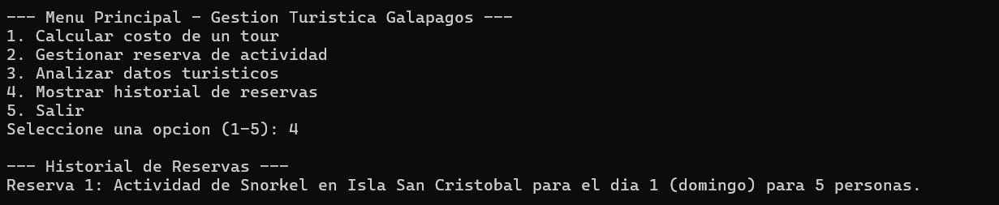 --- Menu Principal - Gestion Turistica Galapagos ---
1. Calcular costo de un tour
2. Gestionar reserva de actividad
3. Analizar datos turisticos
4. Mostrar historial de reservas
5. Salir
Seleccione una opcion (1-5): 4
--- Historial de Reservas ---
Reserva 1: Actividad de Snorkel en Isla San Cristobal para el dia 1 (domingo) para 5 personas.